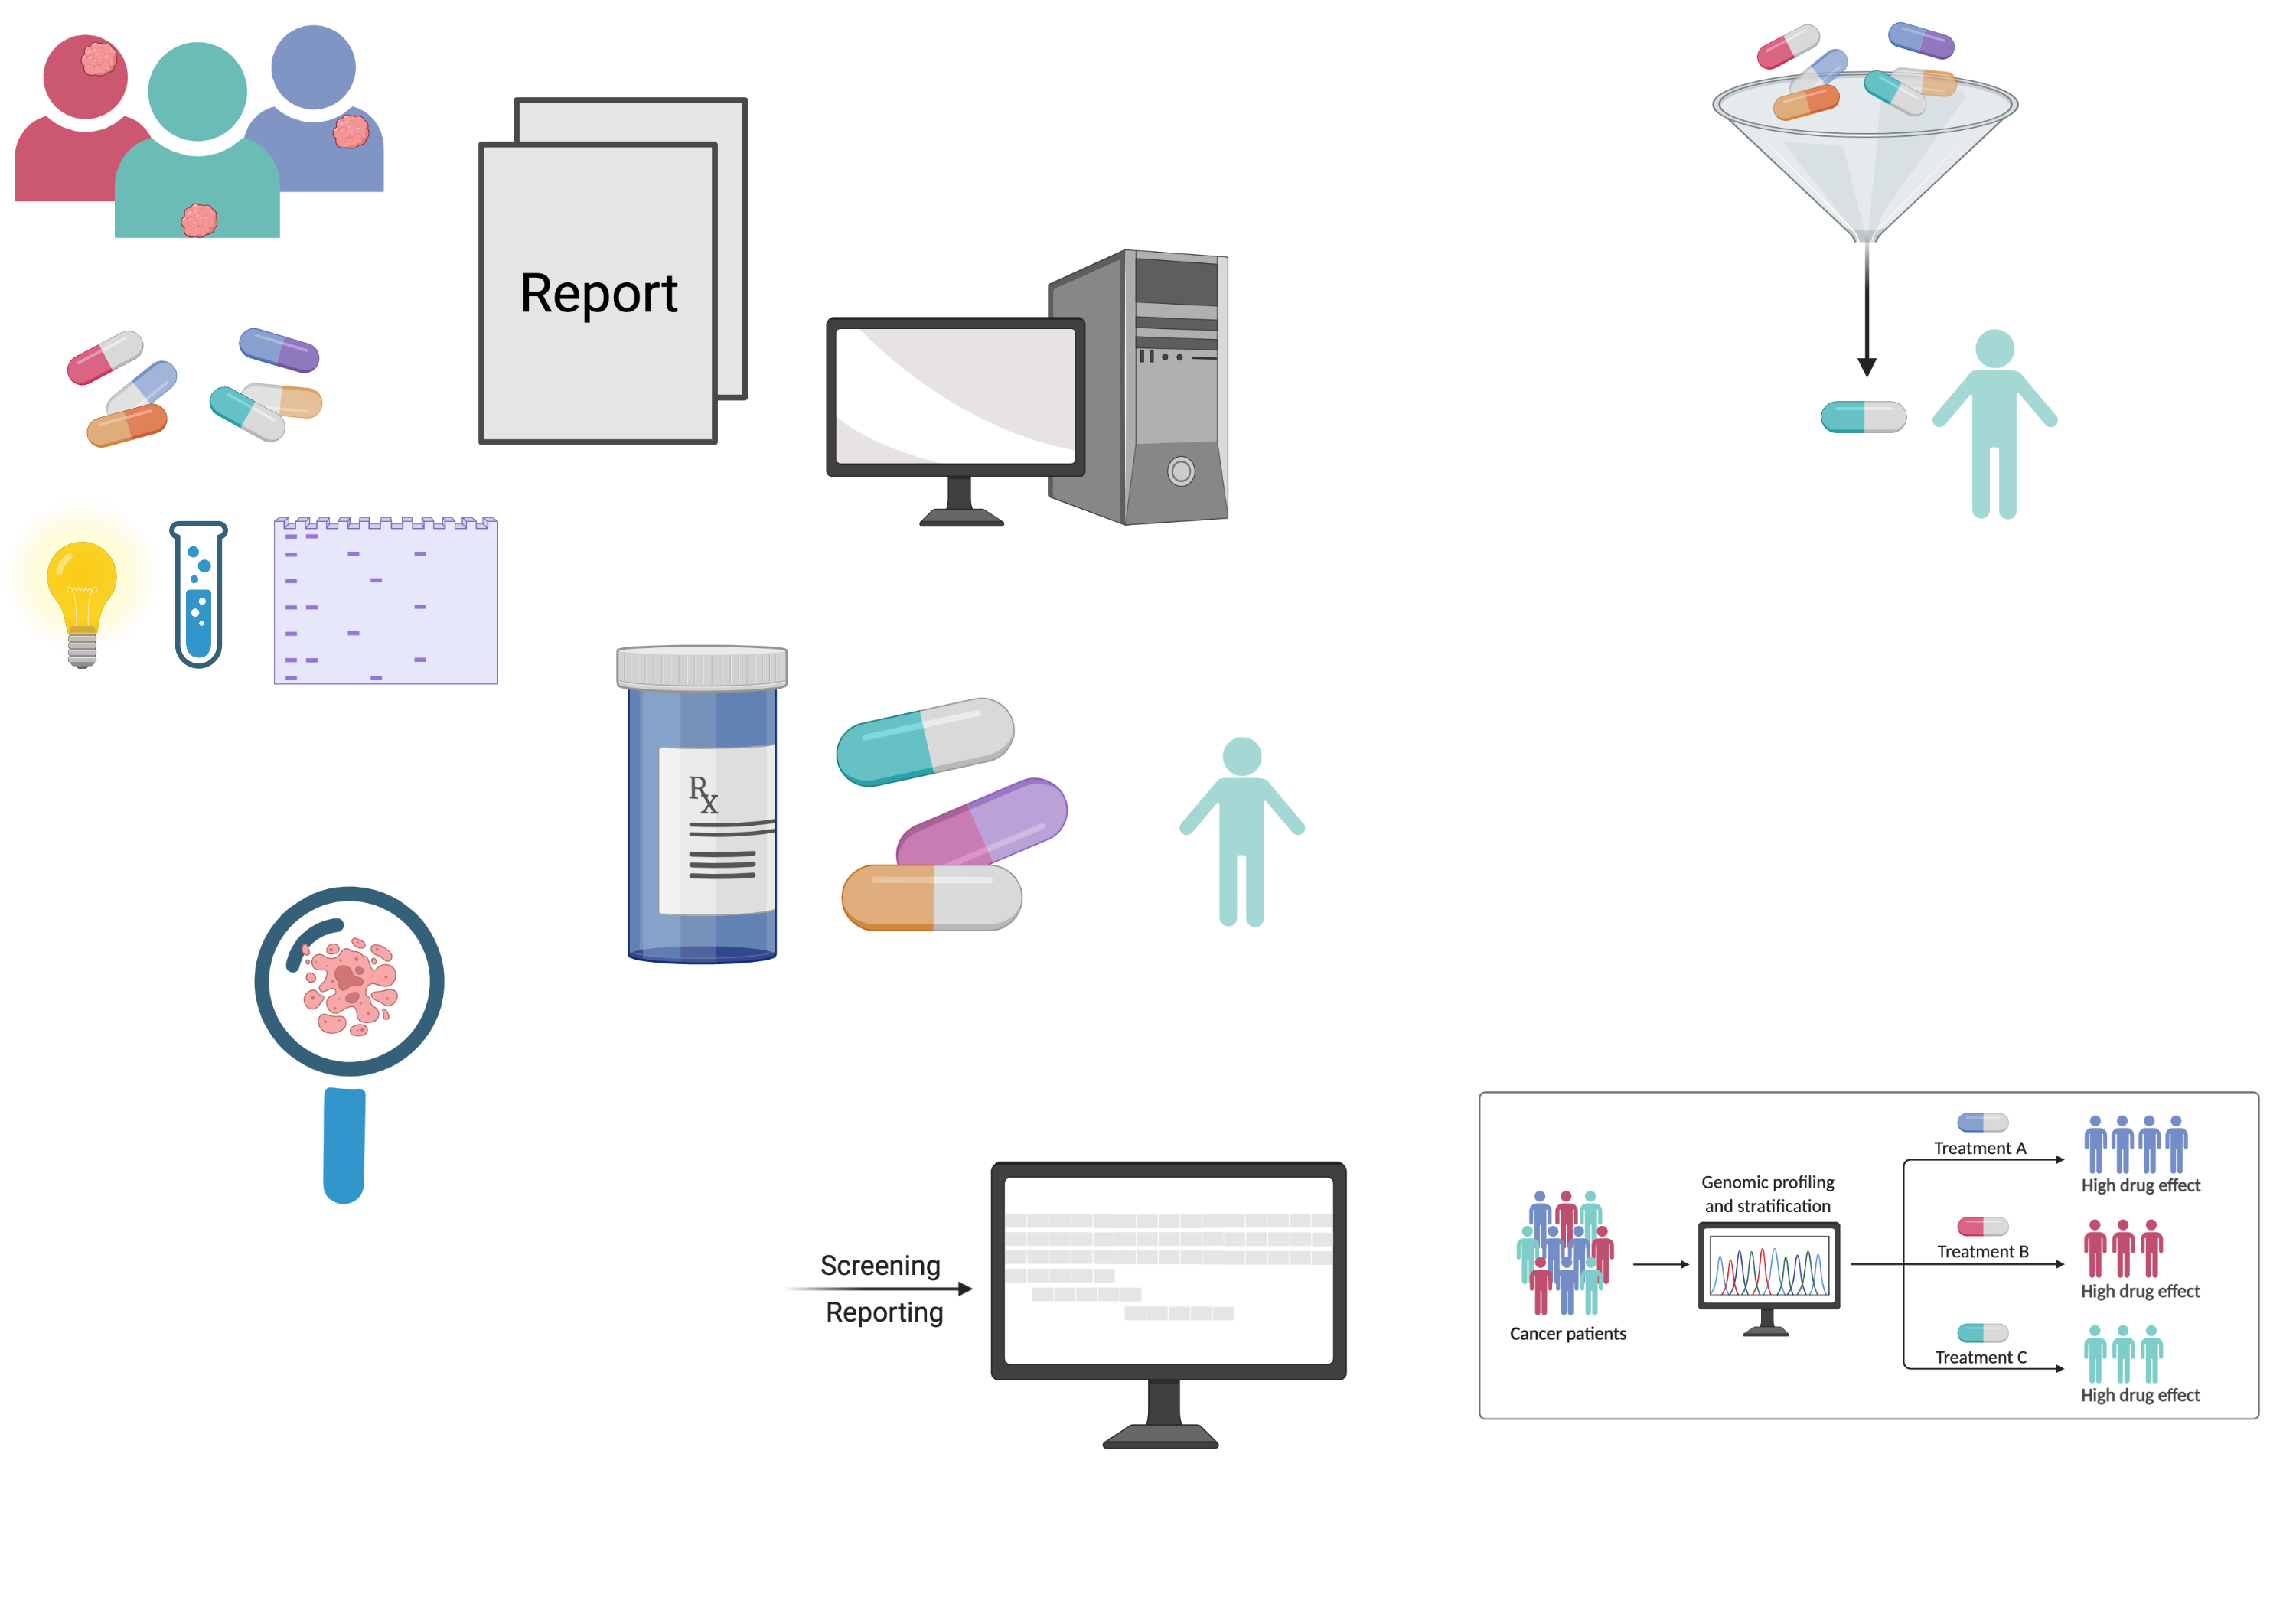 Report
Rx
Screening
Reporting
Genomic profiling
and stratification
Cancer patients
Treatment A
High drug effect
Treatment B
High drug effect
Treatment C
High drug effect